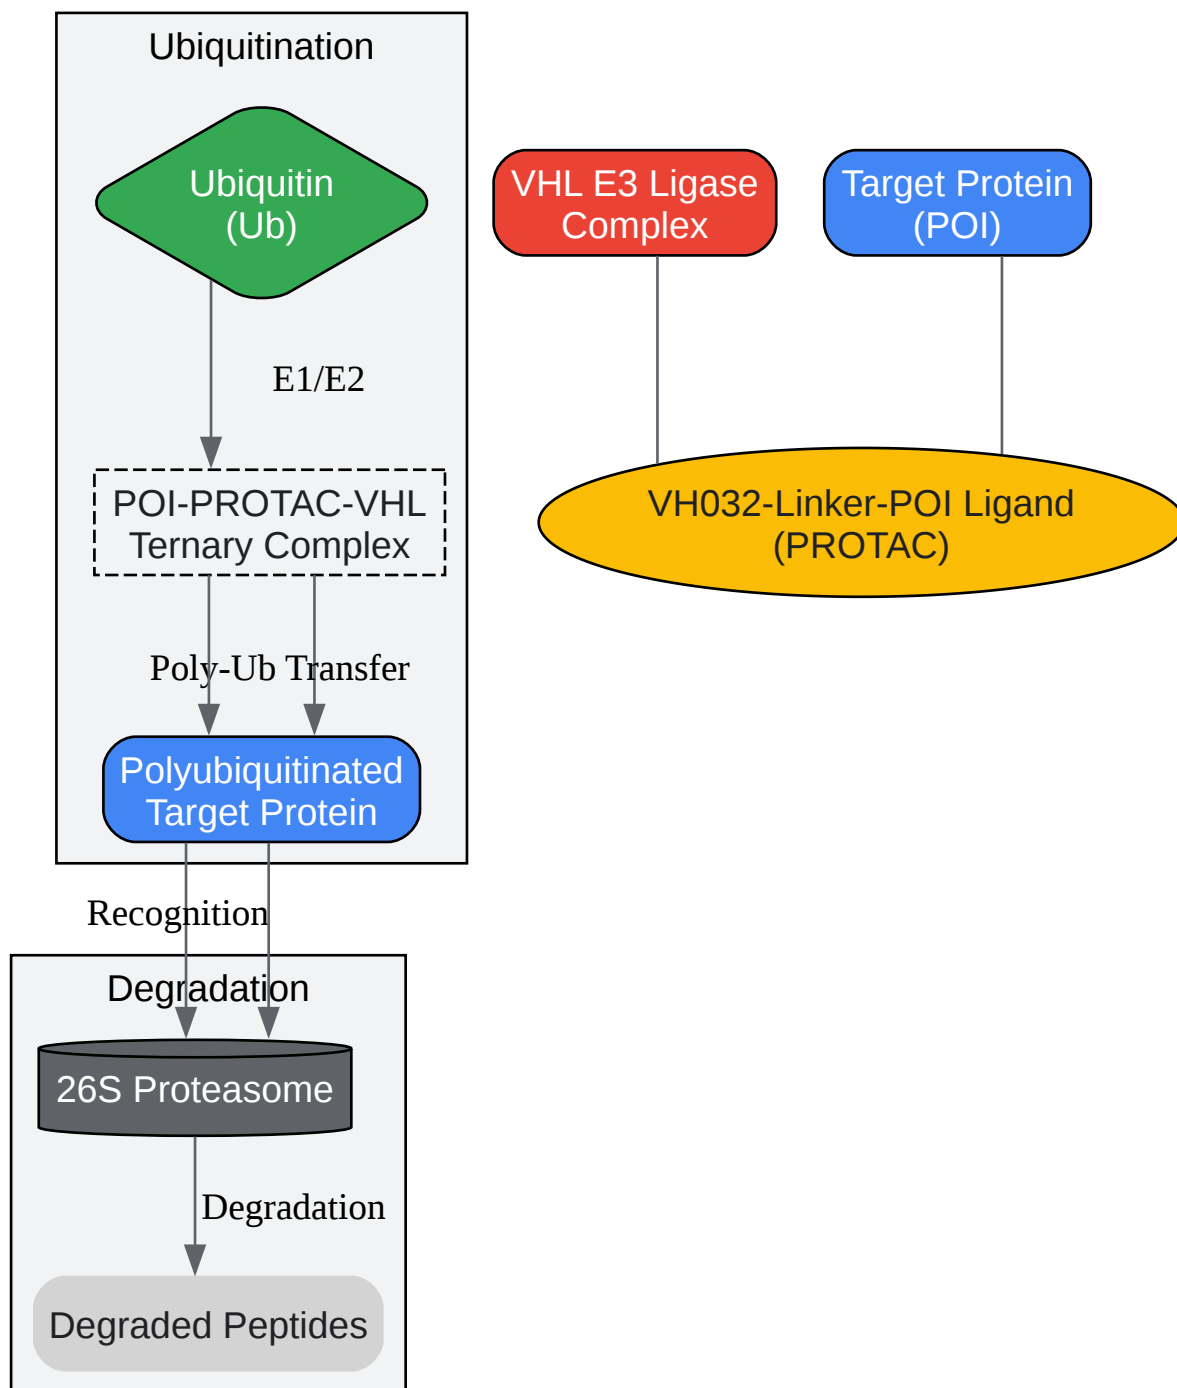 Ubiquitination
Ubiquitin
(Ub)
VHL E3 Ligase
Complex
Target Protein
(POI)
E1/E2
POI-PROTAC-VHL
Ternary Complex
VH032-Linker-POI Ligand
(PROTAC)
Poly-Ub Transfer
Polyubiquitinated
Target Protein
Recognition
Degradation
26S Proteasome
Degradation
Degraded Peptides